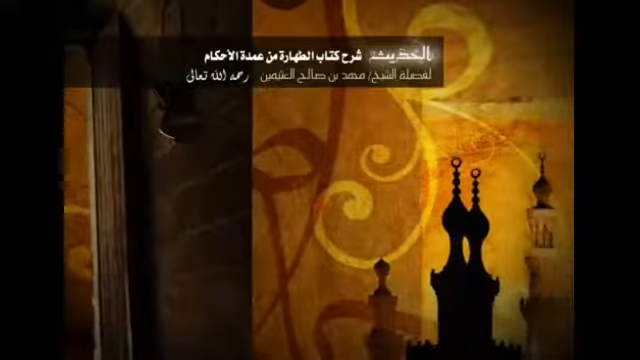 الحديث شرح كتاب الطهارة من عمدة الأحكام
لفضيلة الشيخ/ محمد بن صالح العثيمين رحمه الله تعالى